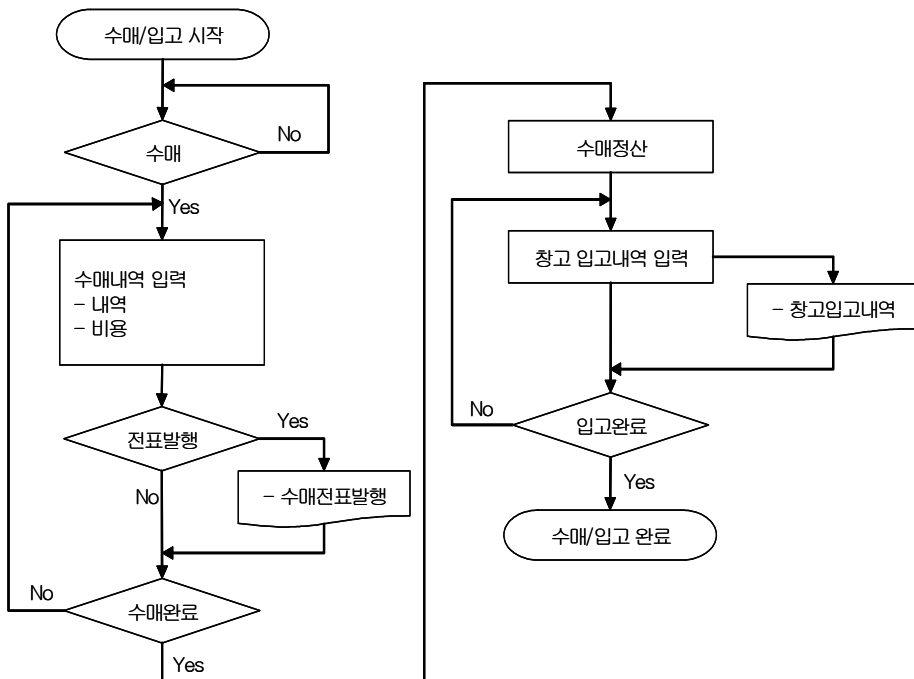 수매/입고 시작
No
수매
Yes
수매내역 입력
- 내역
- 비용
Yes
전표발행
No
- 수매전표발행
No
수매완료
Yes
수매정산
창고 입고내역 입력
- 창고입고내역
No
입고완료
Yes
수매/입고 완료